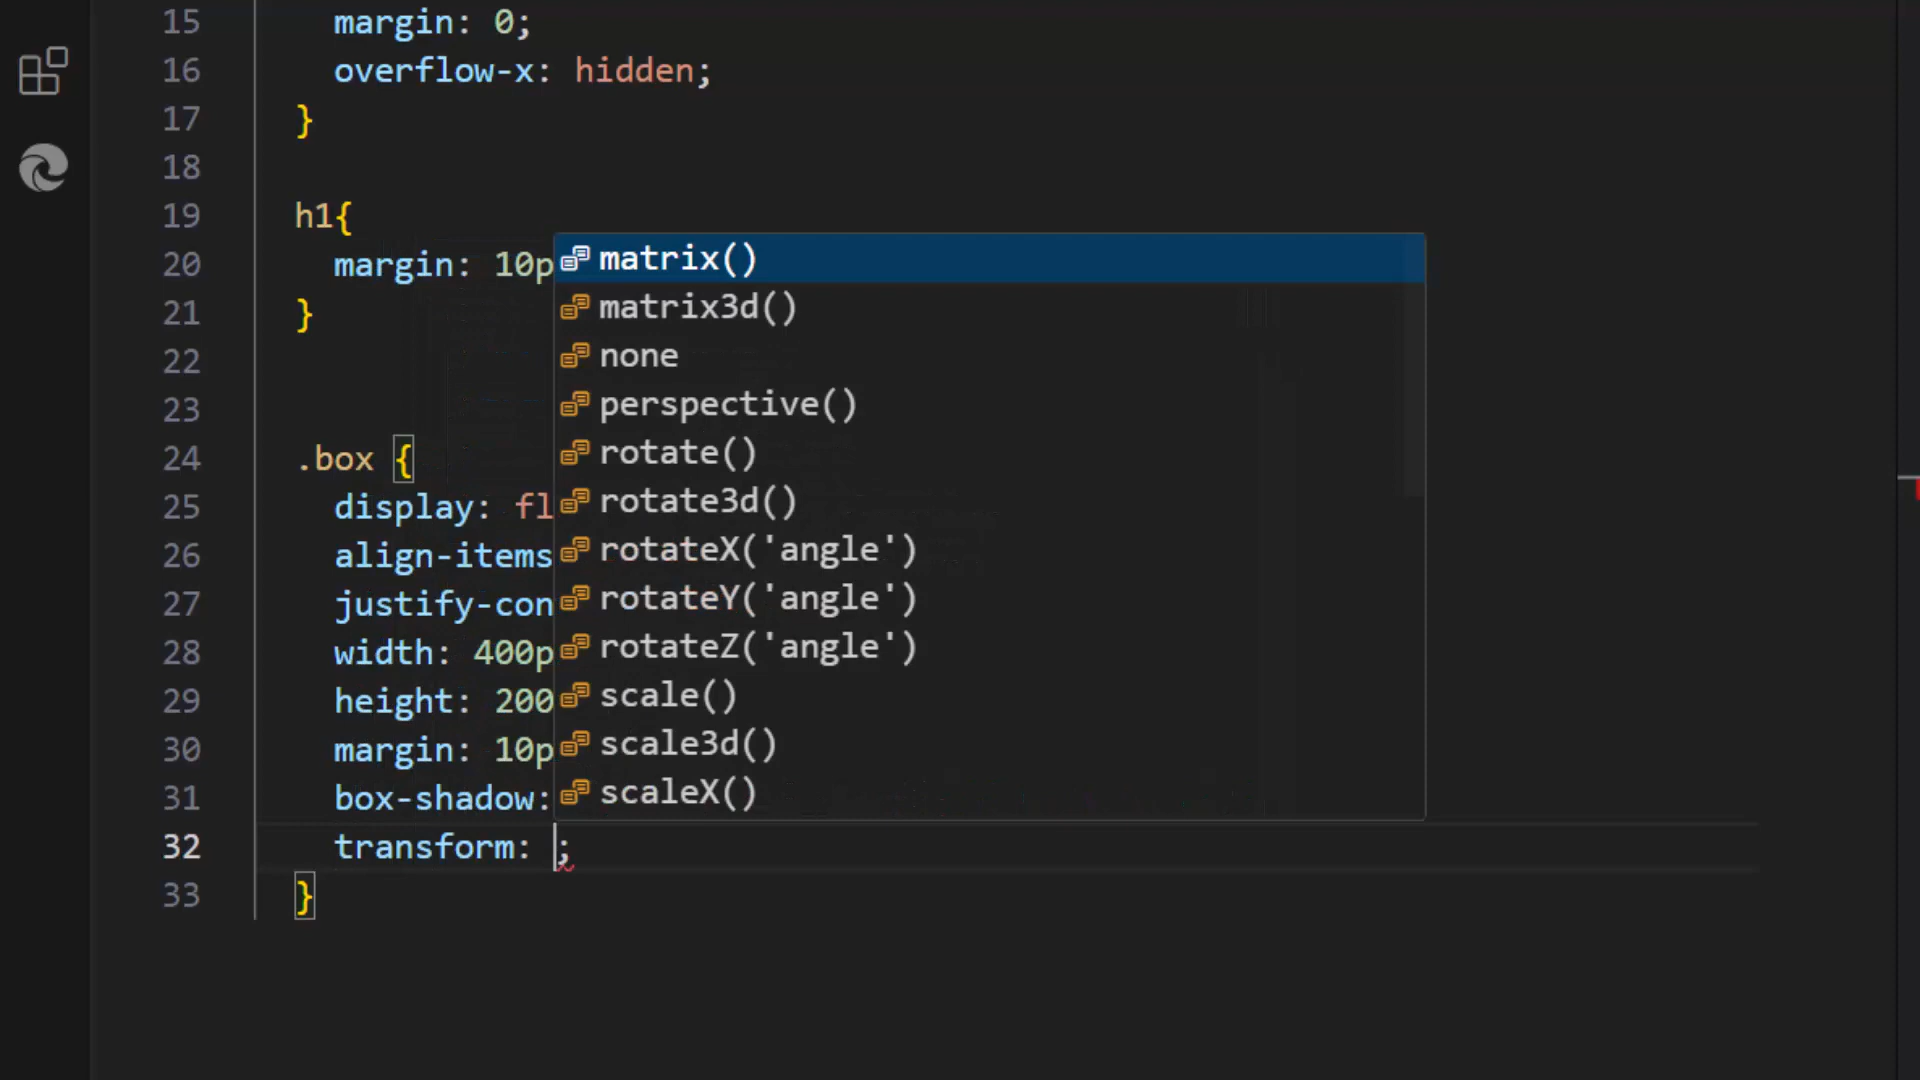 15 margin: 0;
16 overflow-x: hidden;
17 }
18
19 h1{
20 margin: 10p
21 }
22
23
24 .box {
25 display: fl
26 align-items
27 justify-con
28 width: 400p
29 height: 200
30 margin: 10p
31 box-shadow:
32 transform: ;
33 }
matrix()
matrix3d()
none
perspective()
rotate()
rotate3d()
rotateX('angle')
rotateY('angle')
rotateZ('angle')
scale()
scale3d()
scaleX()